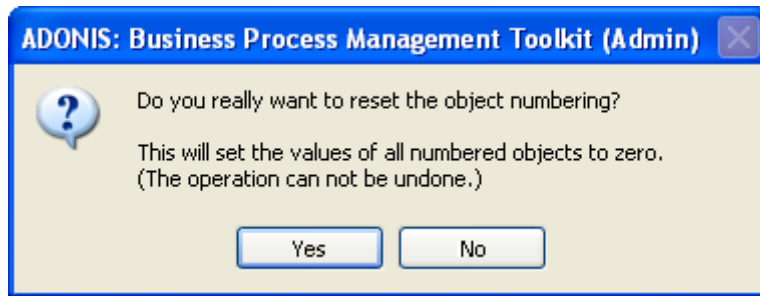 ADONIS: Business Process Management Toolkit (Admin)
Do you really want to reset the object numbering?
This will set the values of all numbered objects to zero.
(The operation can not be undone.)
Yes
No